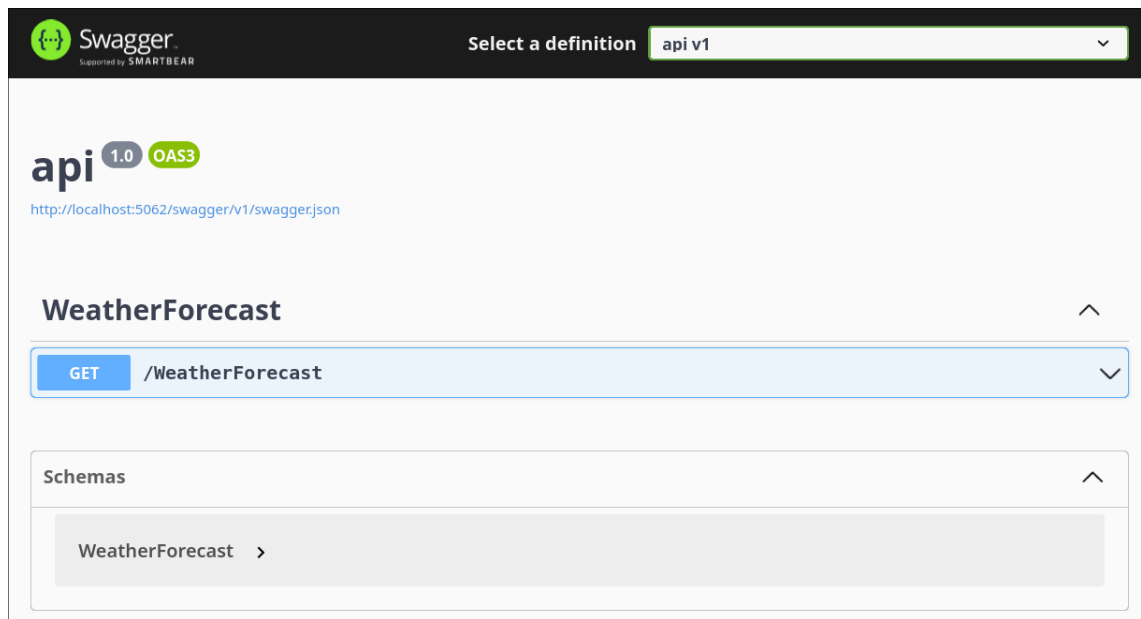 {···} Swagger. Select a definition api v1
Supported by SMARTBEAR
api 1.0 OAS3
http://localhost:5062/swagger/v1/swagger.json
WeatherForecast
GET /WeatherForecast
Schemas
WeatherForecast